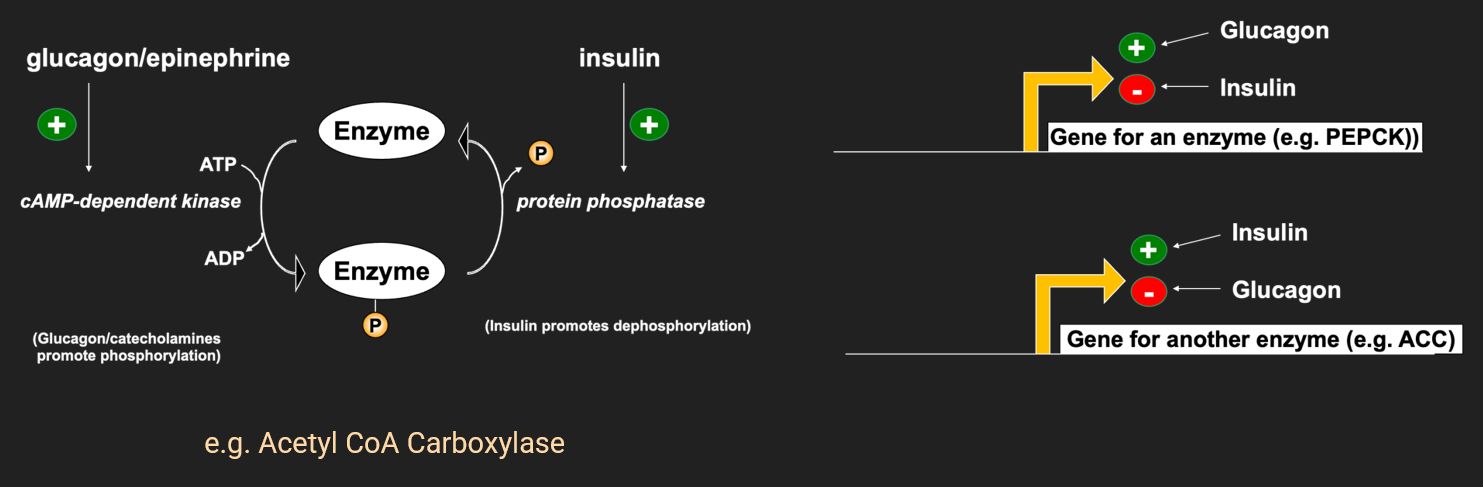 glucagon/epinephrine
insulin
+
+
Enzyme
ATP
P
cAMP-dependent kinase
protein phosphatase
ADP
Enzyme
P
(Glucagon/catecholamines
promote phosphorylation)
(Insulin promotes dephosphorylation)
e.g. Acetyl CoA Carboxylase
+
Glucagon
-
Insulin
Gene for an enzyme (e.g. PEPCK))
+
Insulin
-
Glucagon
Gene for another enzyme (e.g. ACC)